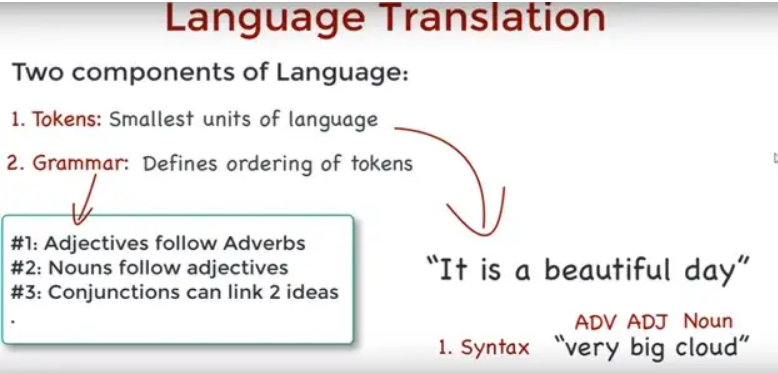 Language Translation
Two components of Language:
1. Tokens: Smallest units of language
2. Grammar: Defines ordering of tokens
#1: Adjectives follow Adverbs
#2: Nouns follow adjectives
#3: Conjunctions can link 2 ideas
.
"It is a beautiful day"
ADV ADJ Noun
1. Syntax "very big cloud"